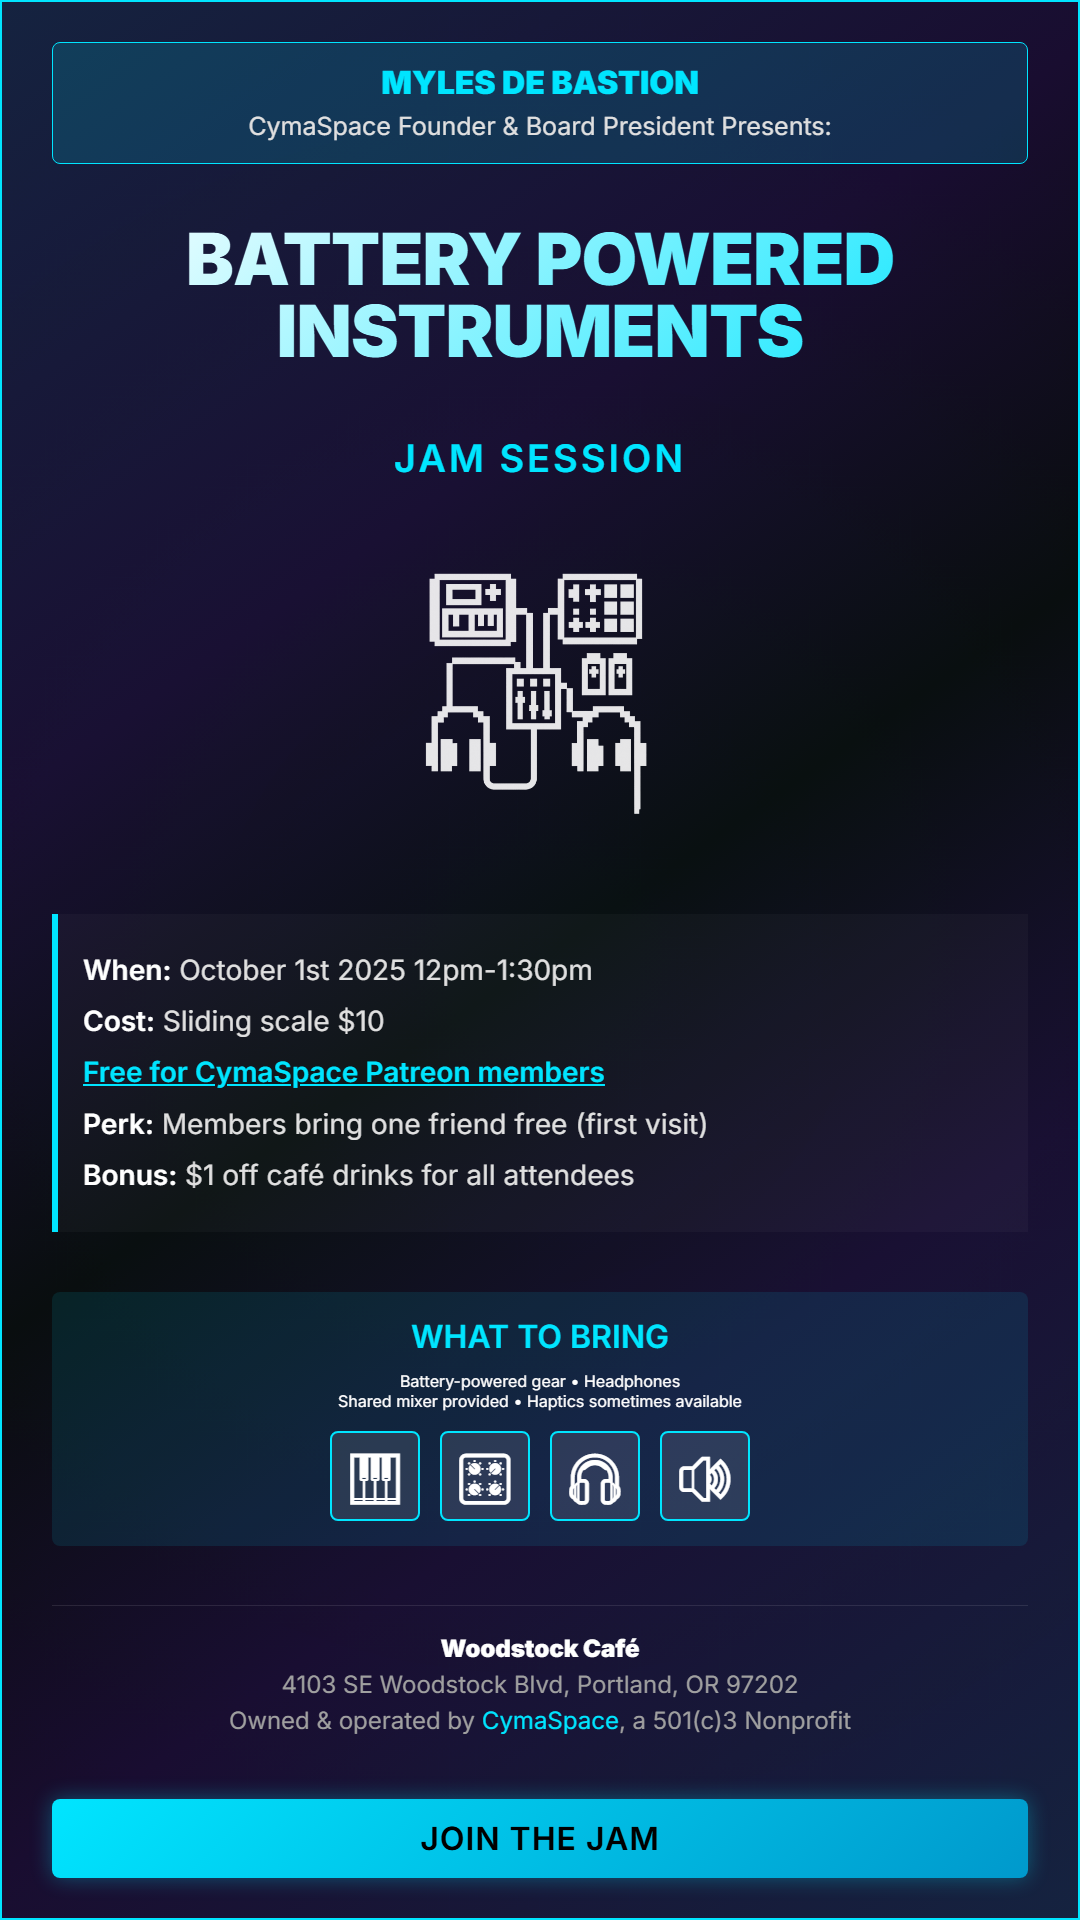 MYLES DE BASTION
CymaSpace Founder & Board President Presents:
BATTERY POWERED
INSTRUMENTS
JAM SESSION
When: October 1st 2025 12pm-1:30pm
Cost: Sliding scale $10
Free for CymaSpace Patreon members
Perk: Members bring one friend free (first visit)
Bonus: $1 off café drinks for all attendees
WHAT TO BRING
Battery-powered gear • Headphones
Shared mixer provided • Haptics sometimes available
Woodstock Café
4103 SE Woodstock Blvd, Portland, OR 97202
Owned & operated by CymaSpace, a 501(c)3 Nonprofit
JOIN THE JAM